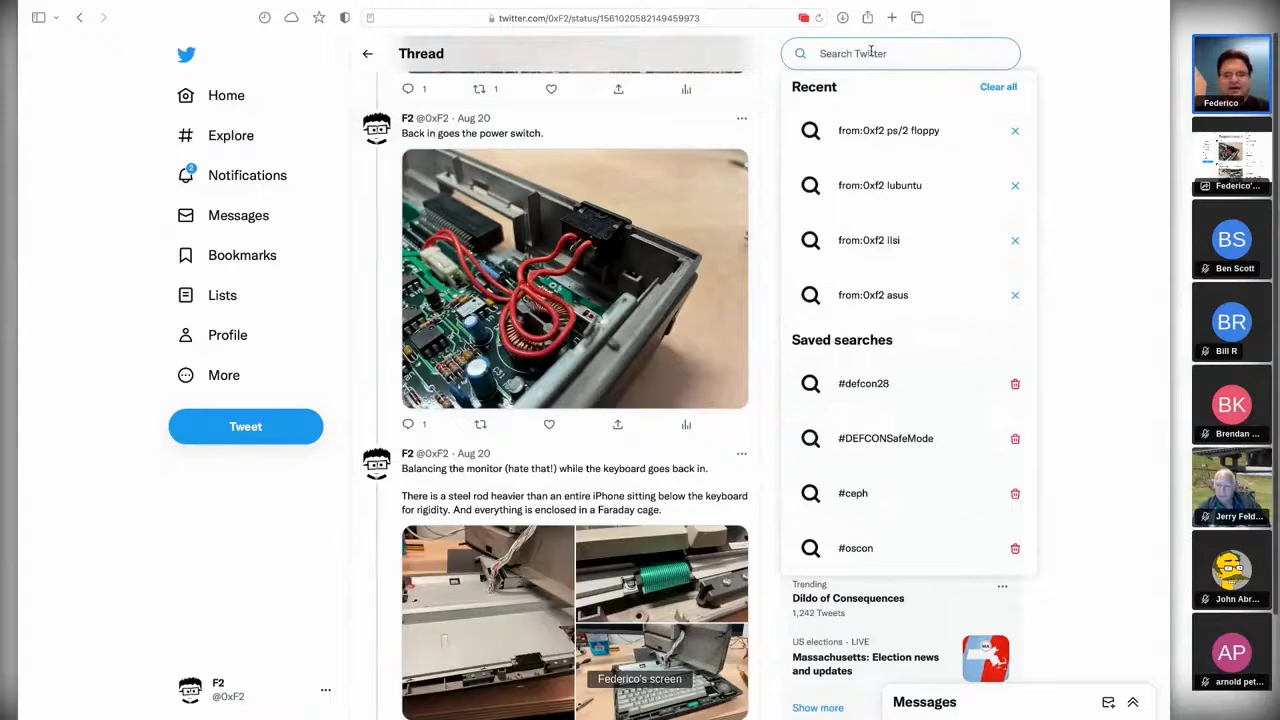 twitter.com/0xF2/status/1561020582149459973
Home
Explore
2
Notifications
Messages
Bookmarks
Lists
Profile
More
Tweet
F2
@0xF2
Thread
1
1
F2 @0xF2 · Aug 20
Back in goes the power switch.
C31
1
F2 @0xF2 · Aug 20
Balancing the monitor (hate that!) while the keyboard goes back in.
There is a steel rod heavier than an entire iPhone sitting below the keyboard
for rigidity. And everything is enclosed in a Faraday cage.
Federico's screen
Search Twitter
Recent
Clear all
from:0xf2 ps/2 floppy
from:0xf2 lubuntu
from:0xf2 llsi
from:0xf2 asus
Saved searches
#defcon28
#DEFCONSafeMode
#ceph
#oscon
Trending
Dildo of Consequences
1,242 Tweets
US elections · LIVE
Massachusetts: Election news
and updates
MA
Show more
Messages
Federico
Federico'...
BS
Ben Scott
BR
Bill R
BK
Brendan ...
Jerry Feld...
John Abr...
AP
arnold pet...